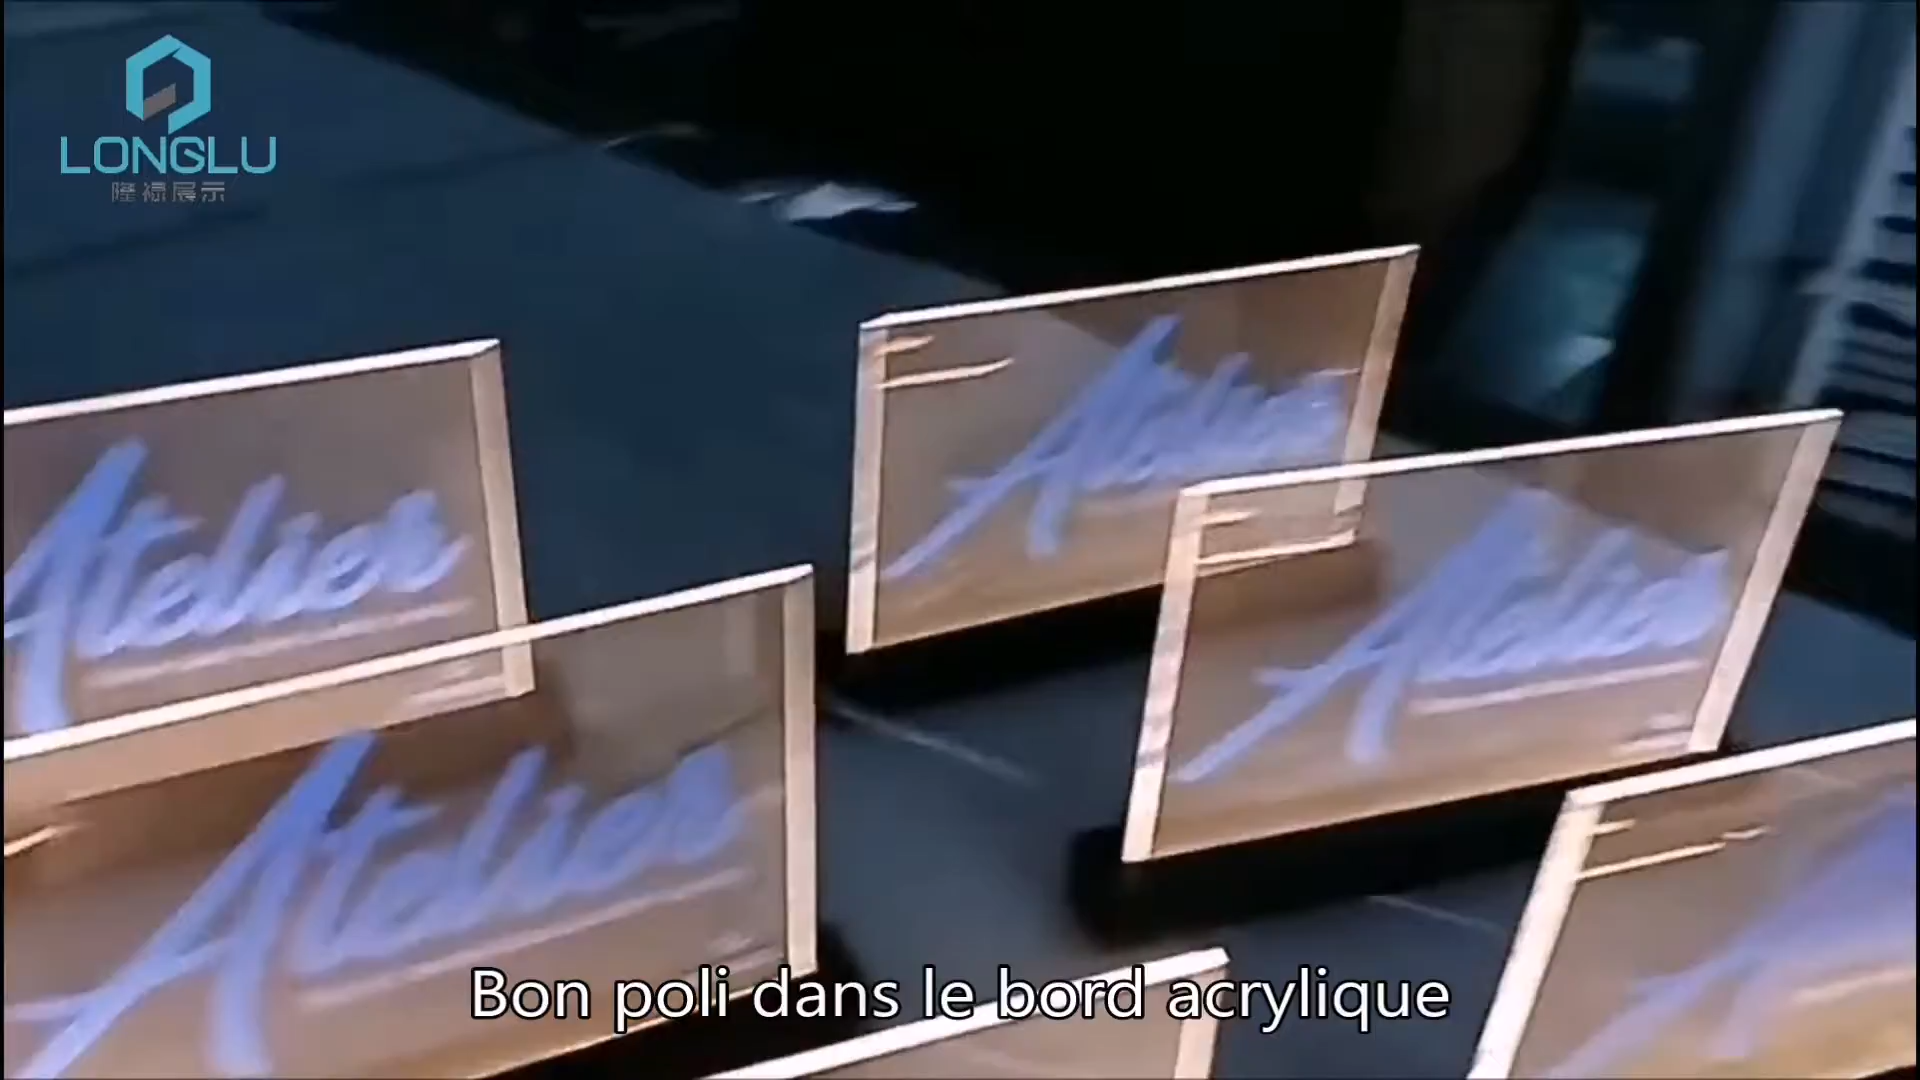 LONGLU
隆禄展示
Atelier
Atelier
Atelier
Atelier
Bon poli dans le bord acrylique